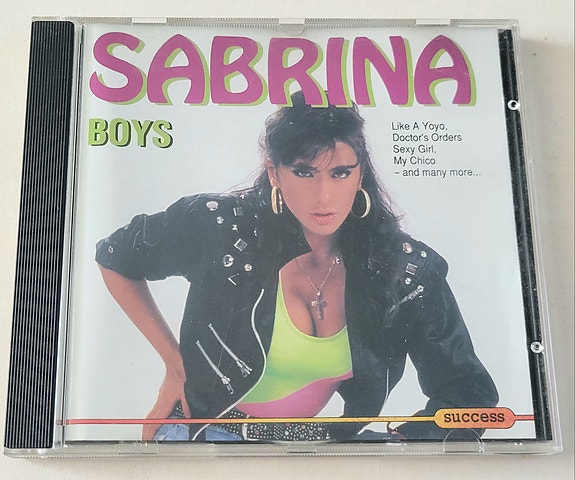 SABRINA
BOYS
Like A Yoyo,
Doctor's Orders
Sexy Girl,
My Chico
– and many more...
success